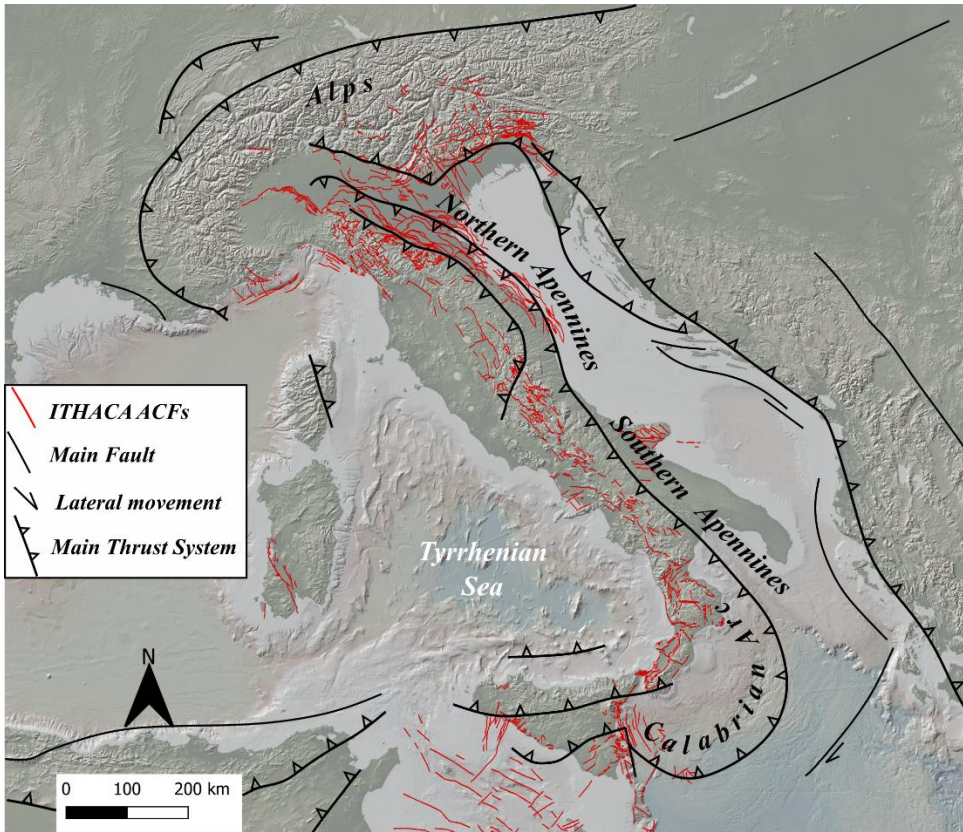 Alps
Northern Apennines
ITHACA ACFs
Main Fault
Lateral movement
Main Thrust System
Southern Apennines
Tyrrhenian
Sea
Calabrian Arc
N
0 100 200 km